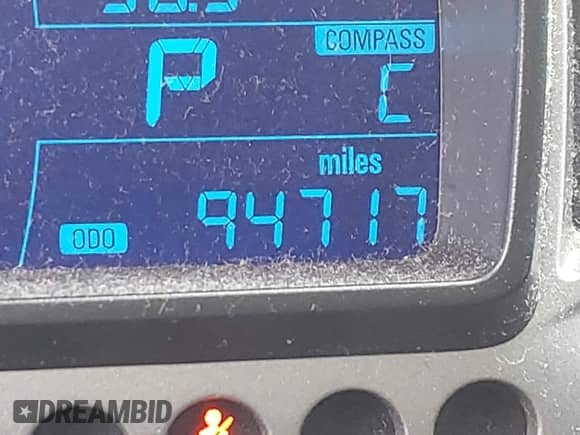 COMPASS
P
C
miles
ODO 94717
DREAMBID